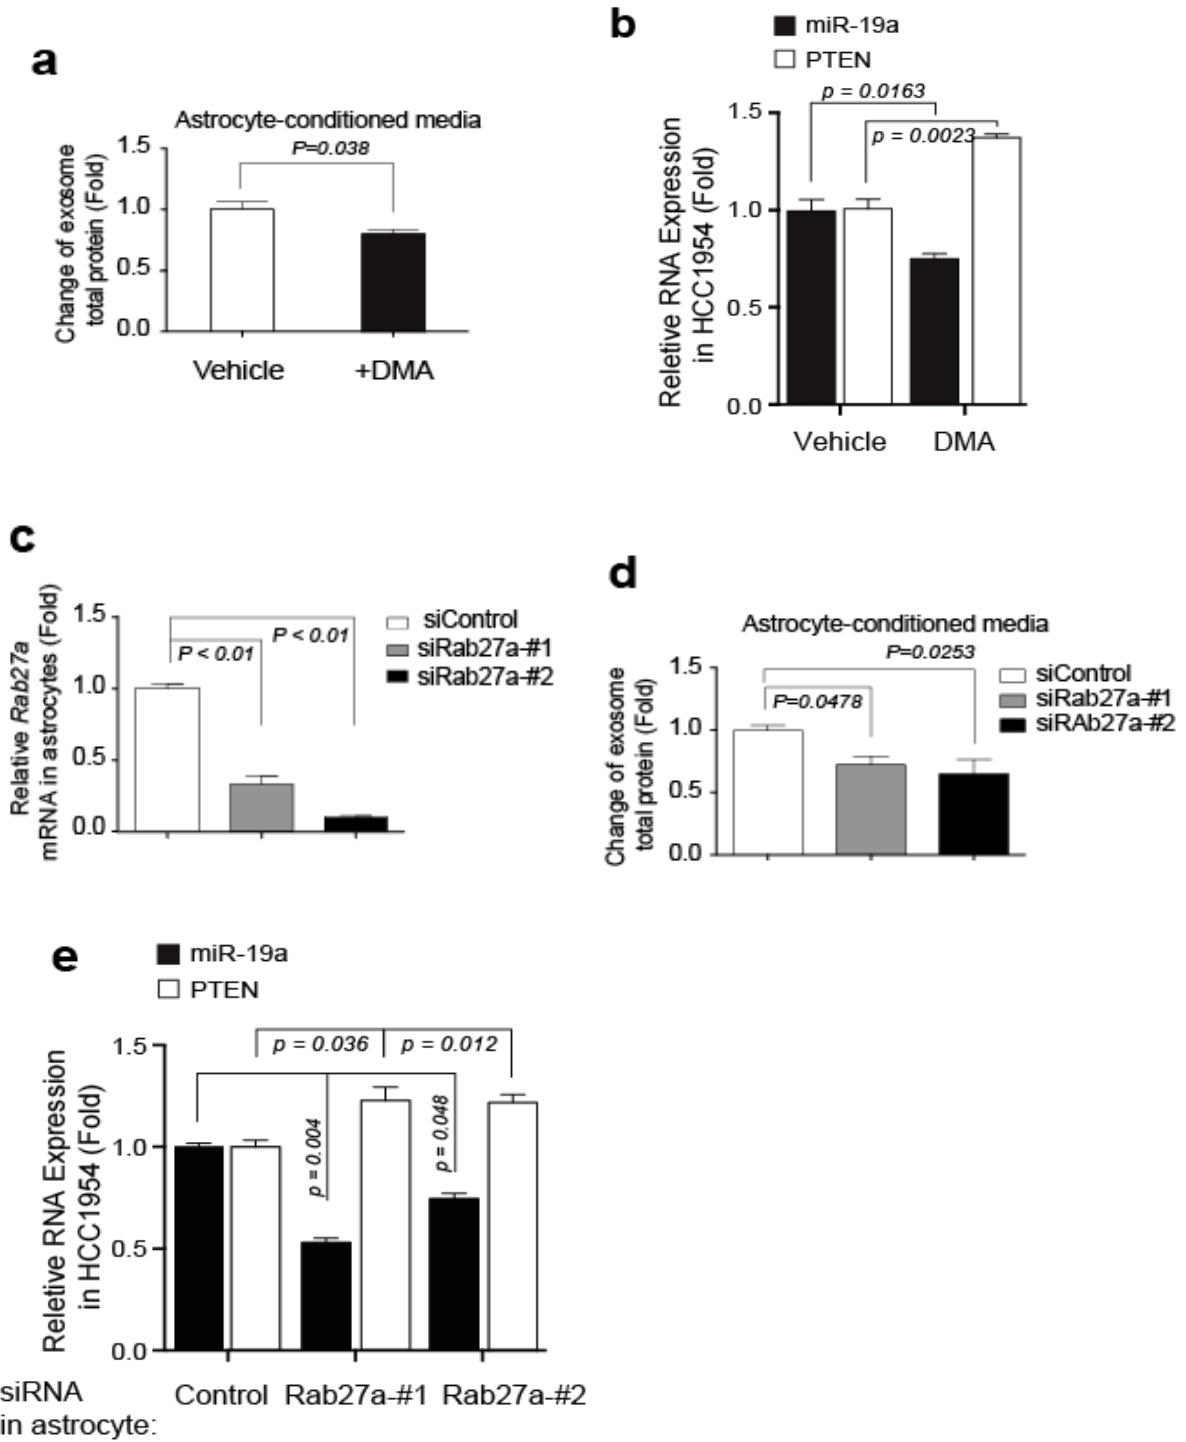 a
Astrocyte-conditioned media
P=0.038
Change of exosome
total protein (Fold)
1.5
1.0
0.5
0.0
Vehicle
+DMA
b
miR-19a
PTEN
p = 0.0163
p = 0.0023
Reletive RNA Expression
in HCC1954 (Fold)
1.5
1.0
0.5
0.0
Vehicle
DMA
c
Relative Rab27a
mRNA in astrocytes (Fold)
1.5
1.0
0.5
0.0
P < 0.01
P < 0.01
siControl
siRab27a-#1
siRab27a-#2
d
Astrocyte-conditioned media
P=0.0253
P=0.0478
Change of exosome
total protein (Fold)
1.5
1.0
0.5
0.0
siControl
siRab27a-#1
siRAb27a-#2
e
miR-19a
PTEN
p = 0.036
p = 0.012
p = 0.004
p = 0.048
Reletive RNA Expression
in HCC1954 (Fold)
1.5
1.0
0.5
0.0
siRNA
in astrocyte:
Control
Rab27a-#1
Rab27a-#2